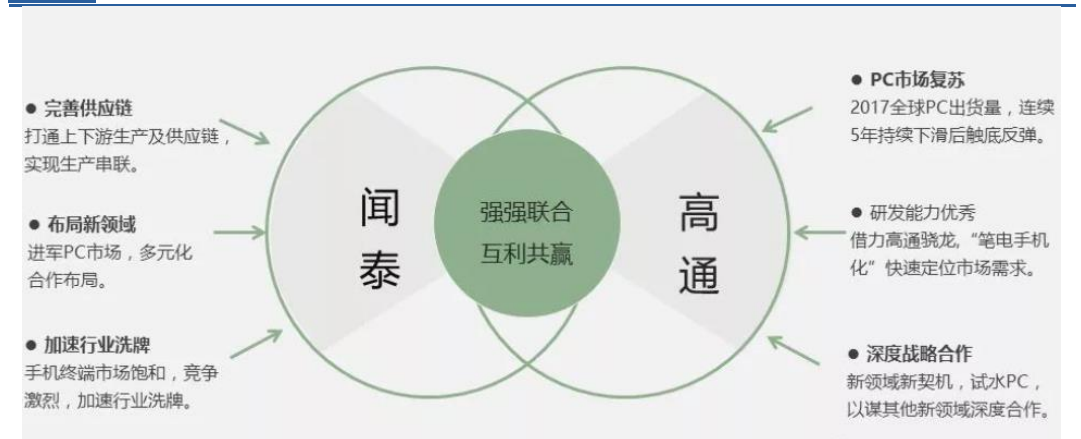 ● 完善供应链
打通上下游生产及供应链，
实现生产串联。
● 布局新领域
进军PC市场，多元化
合作布局。
● 加速行业洗牌
手机终端市场饱和，竞争
激烈，加速行业洗牌。
闻
泰
强强联合
互利共赢
高
通
● PC市场复苏
2017全球PC出货量，连续
5年持续下滑后触底反弹。
● 研发能力优秀
借力高通骁龙，“笔电手机
化”快速定位市场需求。
● 深度战略合作
新领域新契机，试水PC，
以谋其他新领域深度合作。